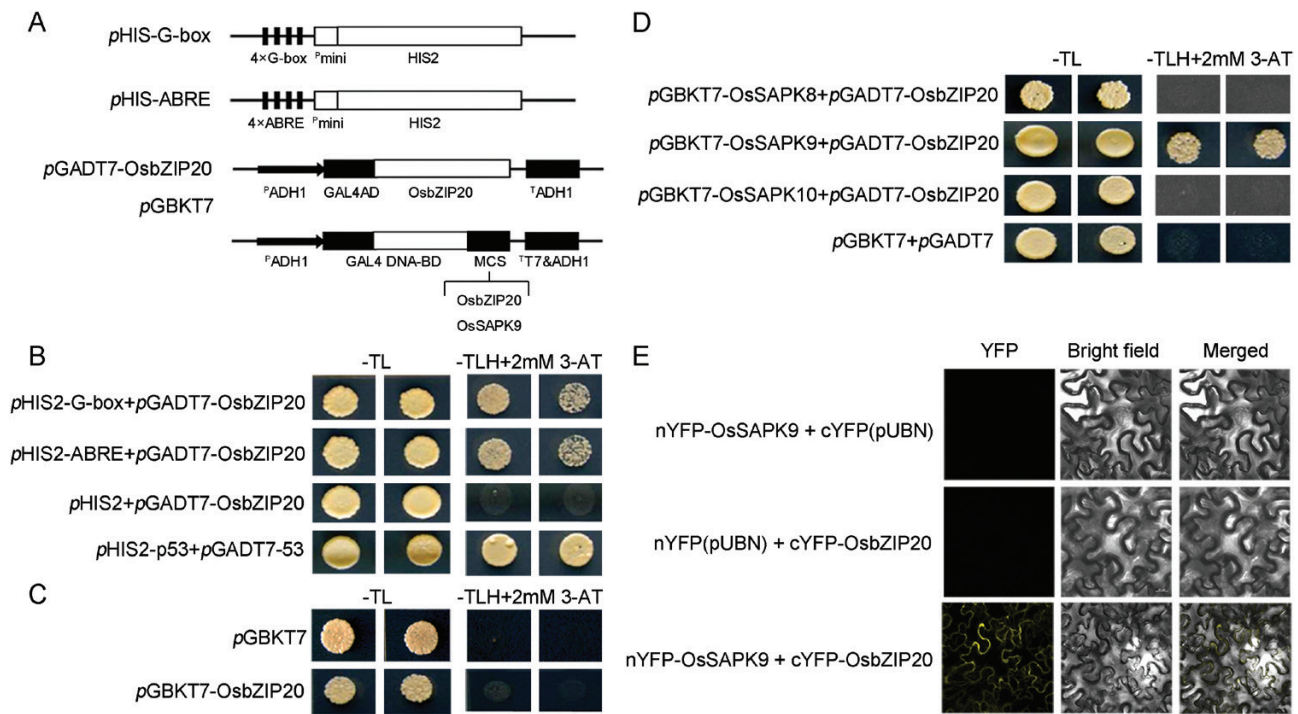 A
pHIS-G-box
4×G-box Pmini HIS2
pHIS-ABRE
4×ABRE Pmini HIS2
pGADT7-OsbZIP20
PADH1 GAL4AD OsbZIP20 TADH1
pGBKT7
PADH1 GAL4 DNA-BD MCS TT7&ADH1
OsbZIP20
OsSAPK9
B
-TL -TLH+2mM 3-AT
pHIS2-G-box+pGADT7-OsbZIP20
pHIS2-ABRE+pGADT7-OsbZIP20
pHIS2+pGADT7-OsbZIP20
pHIS2-p53+pGADT7-53
C
-TL -TLH+2mM 3-AT
pGBKT7
pGBKT7-OsbZIP20
D
-TL -TLH+2mM 3-AT
pGBKT7-OsSAPK8+pGADT7-OsbZIP20
pGBKT7-OsSAPK9+pGADT7-OsbZIP20
pGBKT7-OsSAPK10+pGADT7-OsbZIP20
pGBKT7+pGADT7
E
YFP Bright field Merged
nYFP-OsSAPK9 + cYFP(pUBN)
nYFP(pUBN) + cYFP-OsbZIP20
nYFP-OsSAPK9 + cYFP-OsbZIP20